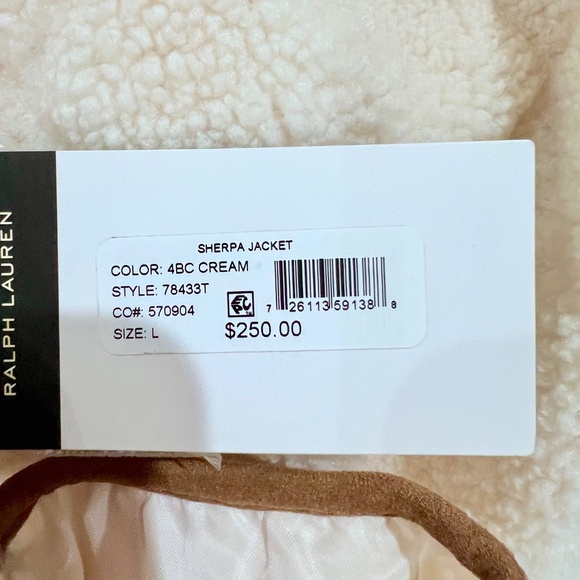 RALPH LAUREN
SHERPA JACKET
COLOR: 4BC CREAM
STYLE: 78433T
CO#: 570904
SIZE: L
7 26113 59138 8
$250.00